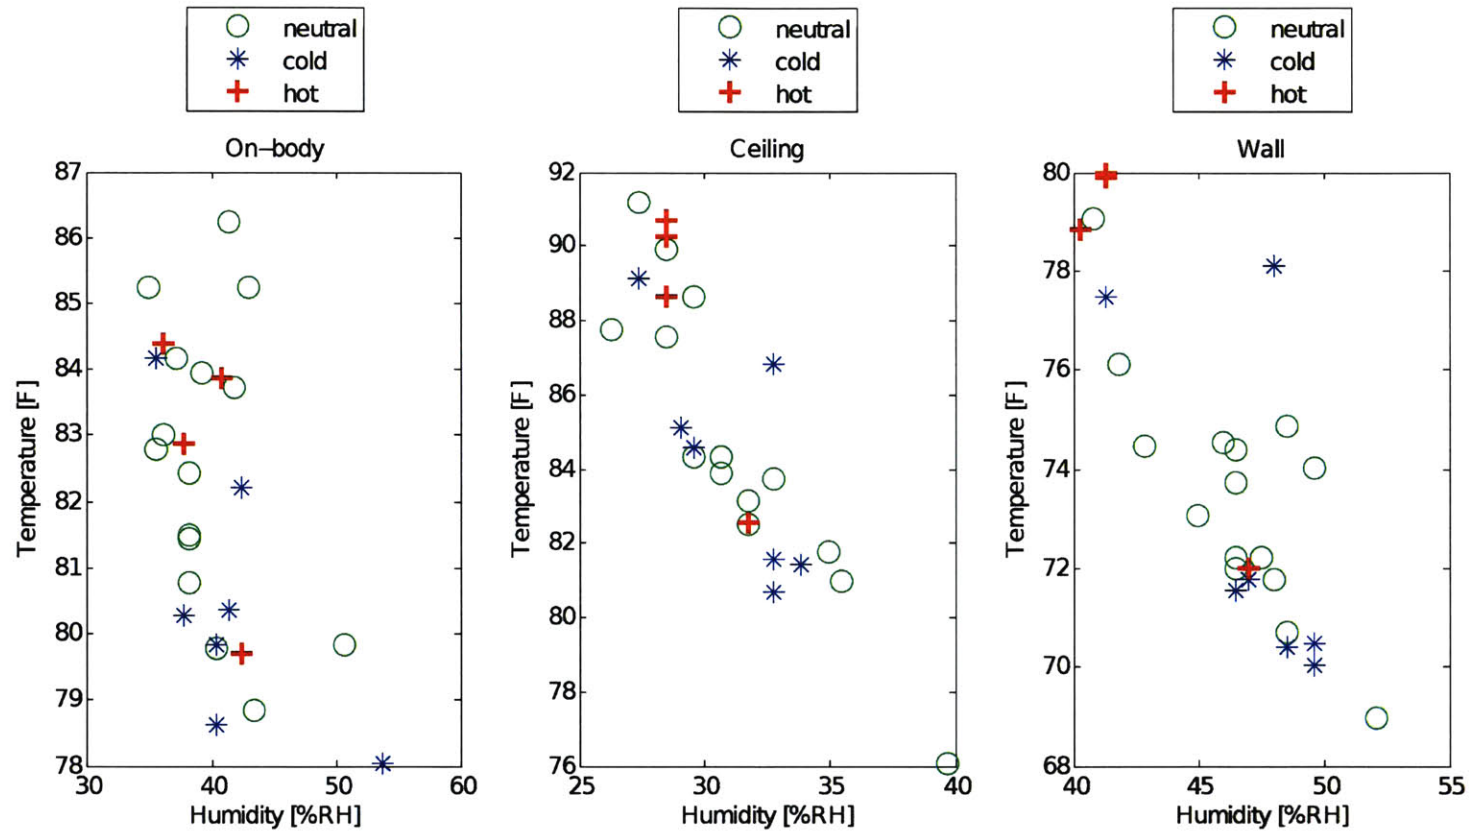 neutral
cold
hot
On-body
87
86
85
84
83
82
81
80
79
78
30
40
50
60
Temperature [F]
Humidity [%RH]
neutral
cold
hot
Ceiling
92
90
88
86
84
82
80
78
76
25
30
35
40
Temperature [F]
Humidity [%RH]
neutral
cold
hot
Wall
80
78
76
74
72
70
68
40
45
50
55
Temperature [F]
Humidity [%RH]